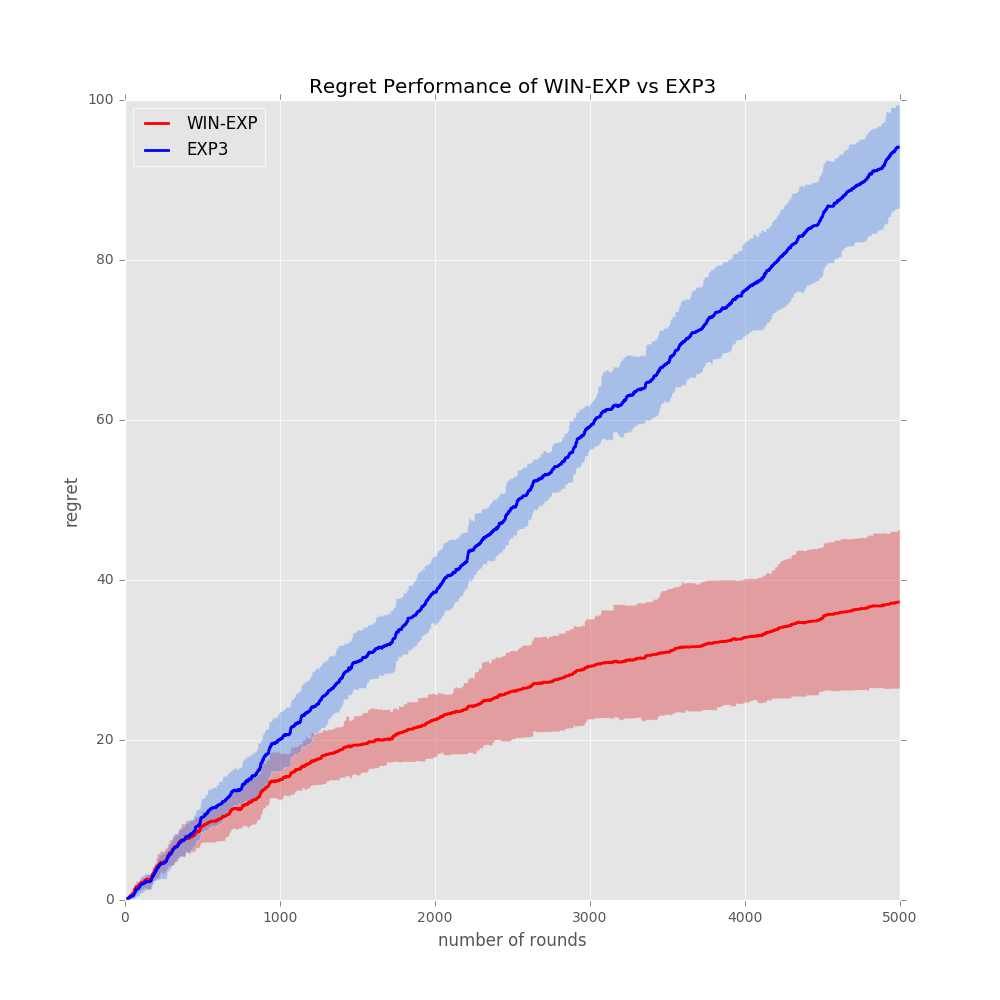 Regret Performance of WIN-EXP vs EXP3
WIN-EXP
EXP3
100
80
60
40
20
0
regret
0 1000 2000 3000 4000 5000
number of rounds